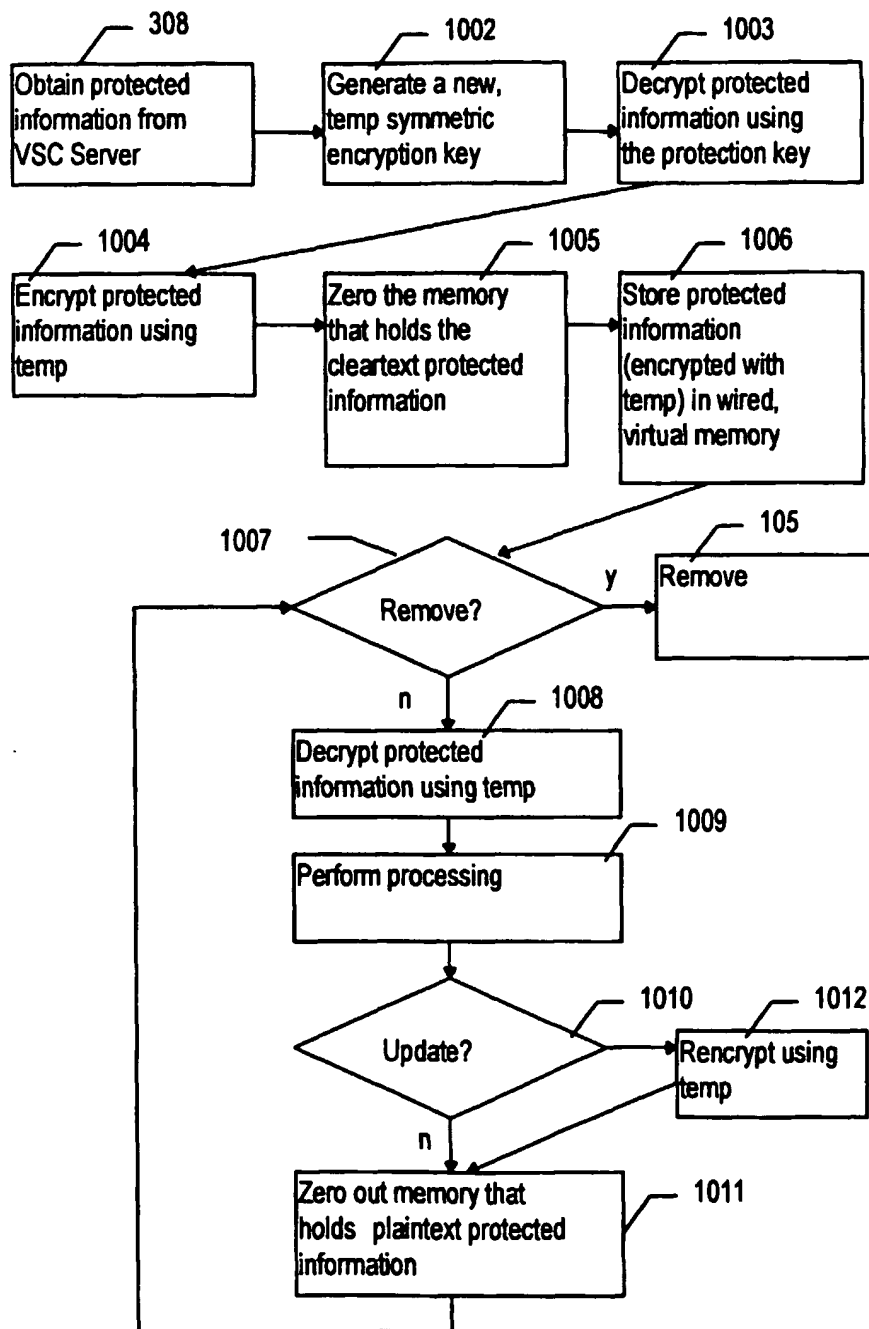 308
1002
1003
Obtain protected
information from
VSC Server
Generate a new,
temp symmetric
encryption key
Decrypt protected
information using
the protection key
1004
1005
1006
Encrypt protected
information using
temp
Zero the memory
that holds the
cleartext protected
information
Store protected
information
(encrypted with
temp) in wired,
virtual memory
1007
105
Remove?
y
Remove
n
1008
Decrypt protected
information using temp
1009
Perform processing
1010
1012
Update?
Rencrypt using
temp
n
1011
Zero out memory that
holds plaintext protected
information